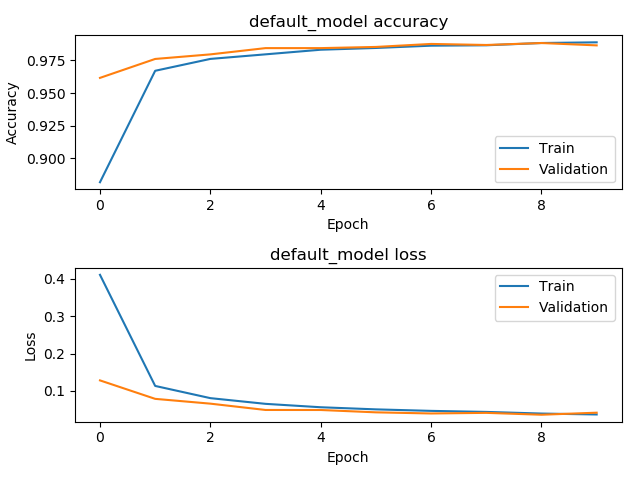 default_model accuracy
0.975
0.950
0.925
0.900
Accuracy
Train
Validation
0 2 4 6 8
Epoch
default_model loss
0.4
0.3
0.2
0.1
Loss
Train
Validation
0 2 4 6 8
Epoch